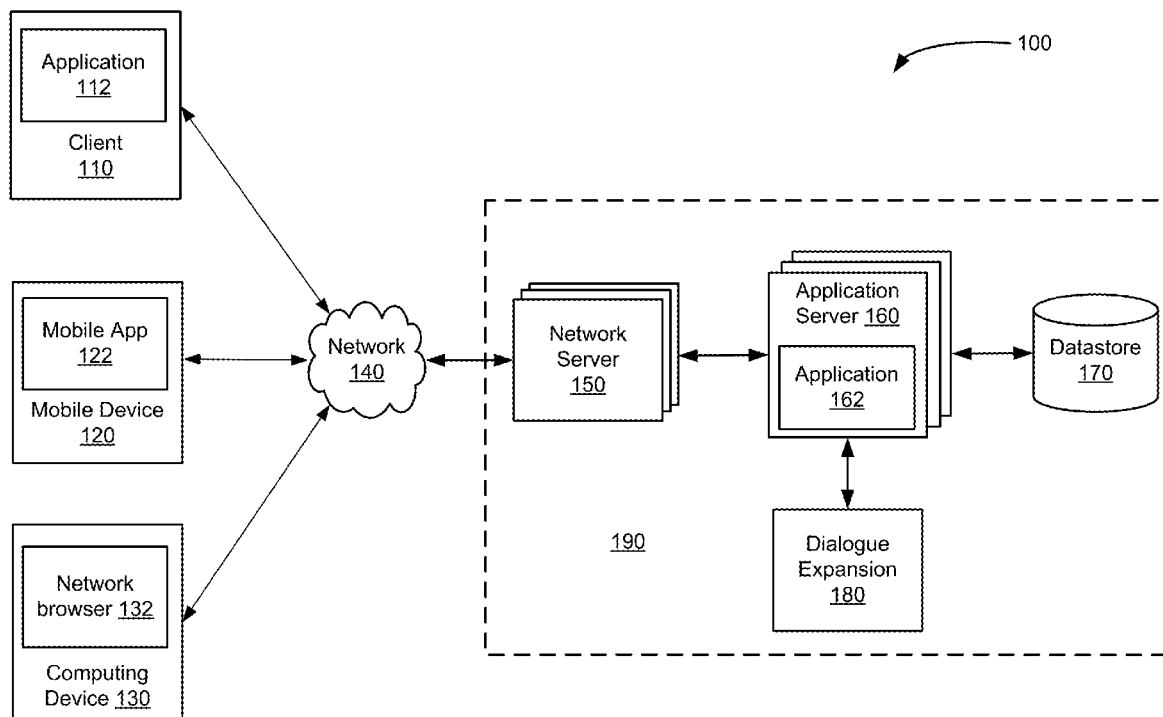 Application
112
Client
110
100
Mobile App
122
Mobile Device
120
Network
140
Network
Server
150
Application
Server 160
Application
162
Datastore
170
190
Dialogue
Expansion
180
Network
browser 132
Computing
Device 130